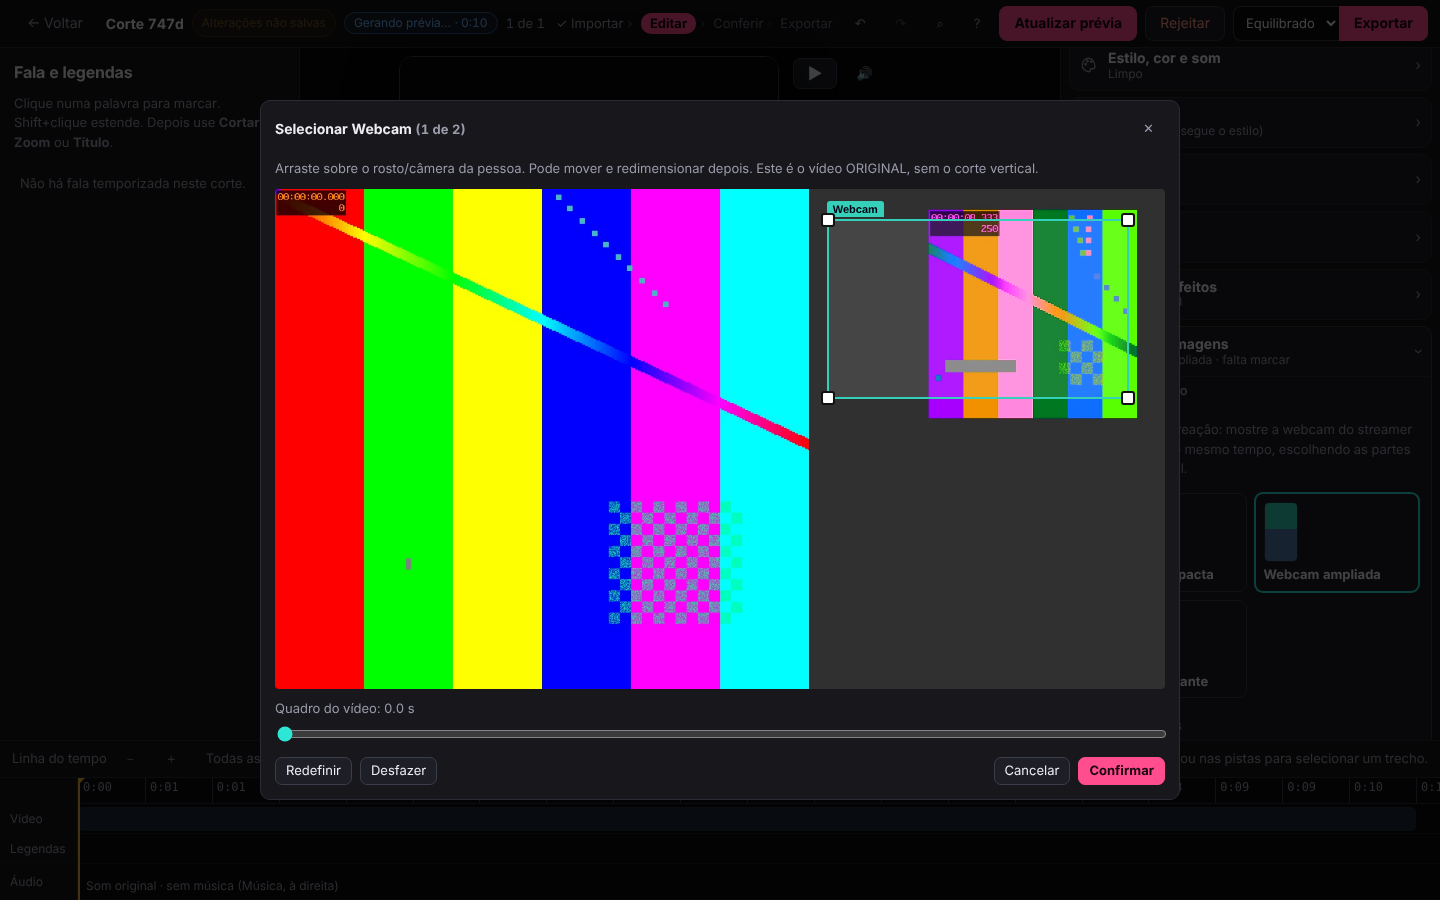 ← Voltar
Corte 747d
Alterações não salvas
Gerando prévia... · 0:10
1 de 1
✓ Importar ›
Editar
› Conferir ›
Exportar
?
Atualizar prévia
Rejeitar
Equilibrado
Exportar
Fala e legendas
Clique numa palavra para marcar.
Shift+clique estende. Depois use Cortar
Zoom ou Título.
Não há fala temporizada neste corte.
Estilo, cor e som
Limpo
segue o estilo)
feitos
magens
pliada · falta marcar
eação: mostre a webcam do streamer
mesmo tempo, escolhendo as partes
pacta
Webcam ampliada
ante
Selecionar Webcam (1 de 2)
×
Arraste sobre o rosto/câmera da pessoa. Pode mover e redimensionar depois. Este é o vídeo ORIGINAL, sem o corte vertical.
00:00:00.000
0
Webcam
00:00:08.333
250
Quadro do vídeo: 0.0 s
Redefinir
Desfazer
Cancelar
Confirmar
Linha do tempo
−
+
Todas as
ou nas pistas para selecionar um trecho.
0:00
0:01
0:01
0:09
0:09
0:10
Vídeo
Legendas
Áudio
Som original · sem música (Música, à direita)